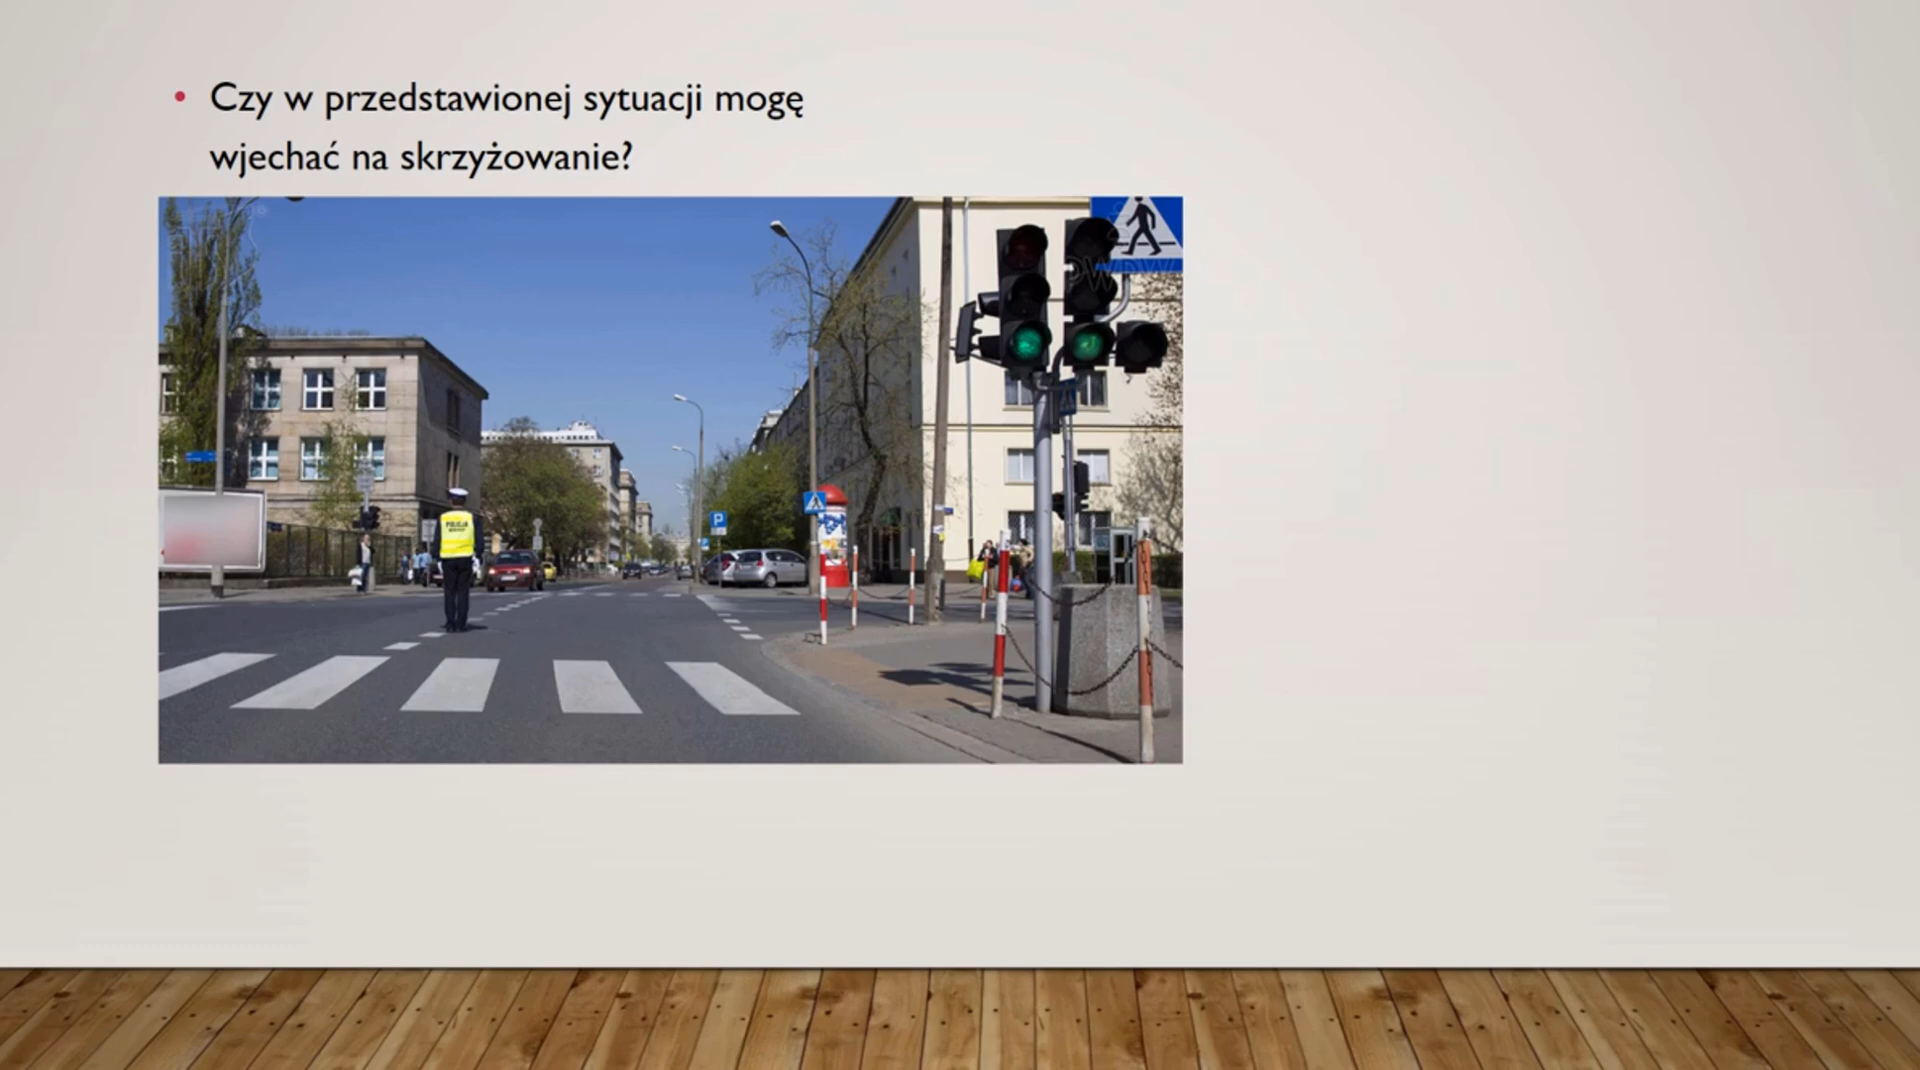 Czy w przedstawionej sytuacji mogę
wjechać na skrzyżowanie?
POLICJA
P